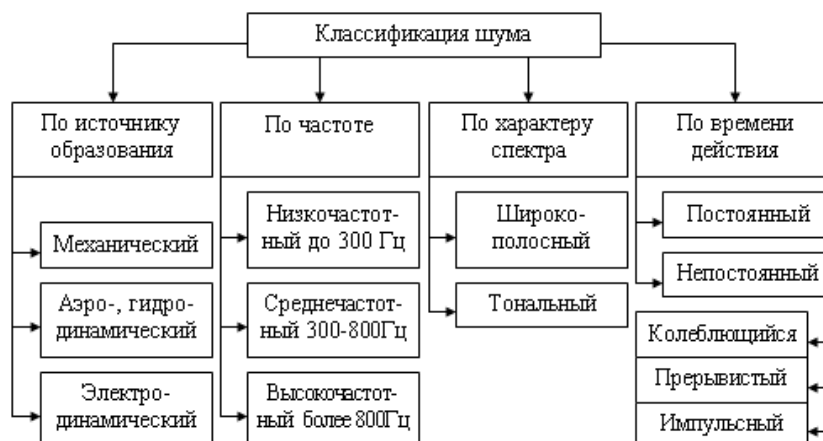 Классификация шума
По источнику
образования
Механический
Аэро-, гидро-
динамический
Электро-
динамический
По частоте
Низкочастот-
ный до 300 Гц
Среднечастот-
ный 300-800Гц
Высокочастот-
ный более 800Гц
По характеру
спектра
Широко-
полосный
Тональный
По времени
действия
Постоянный
Непостоянный
Колеблющийся
Прерывистый
Импульсный